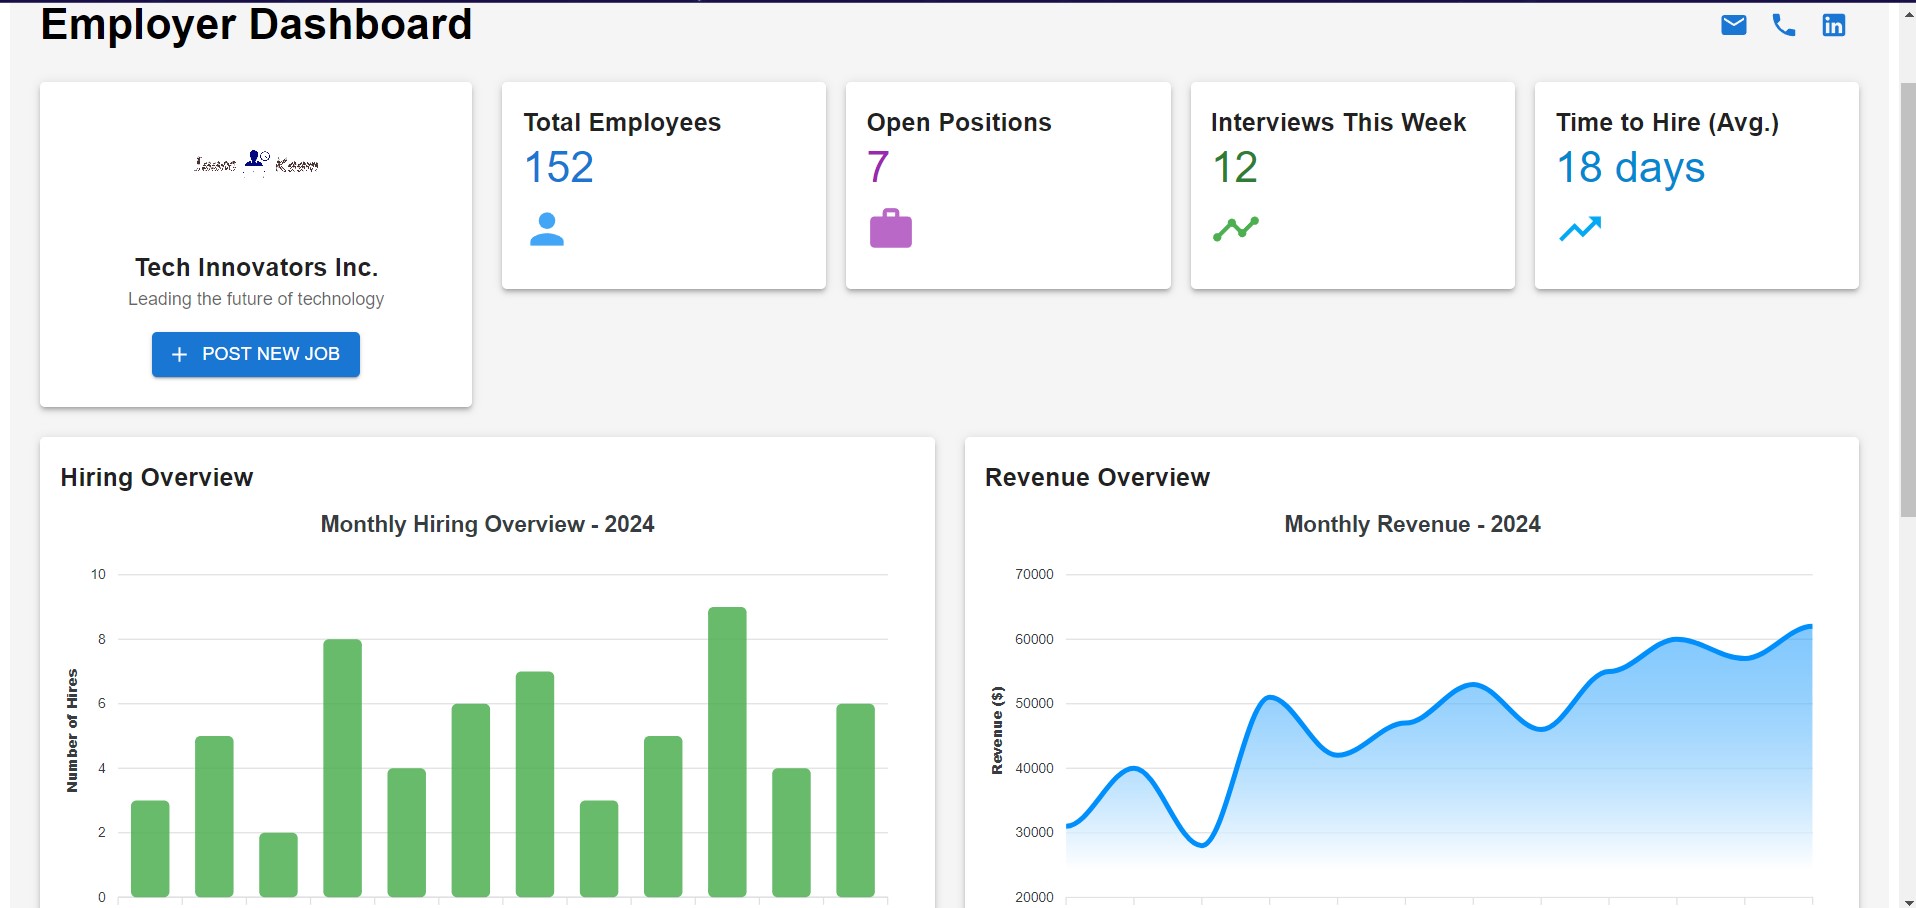 Employer Dashboard
Tech Innovators Inc.
Leading the future of technology
+ POST NEW JOB
Total Employees
152
Open Positions
7
Interviews This Week
12
Time to Hire (Avg.)
18 days
Hiring Overview
Monthly Hiring Overview - 2024
Number of Hires
10
8
6
4
2
0
Revenue Overview
Monthly Revenue - 2024
Revenue ($)
70000
60000
50000
40000
30000
20000